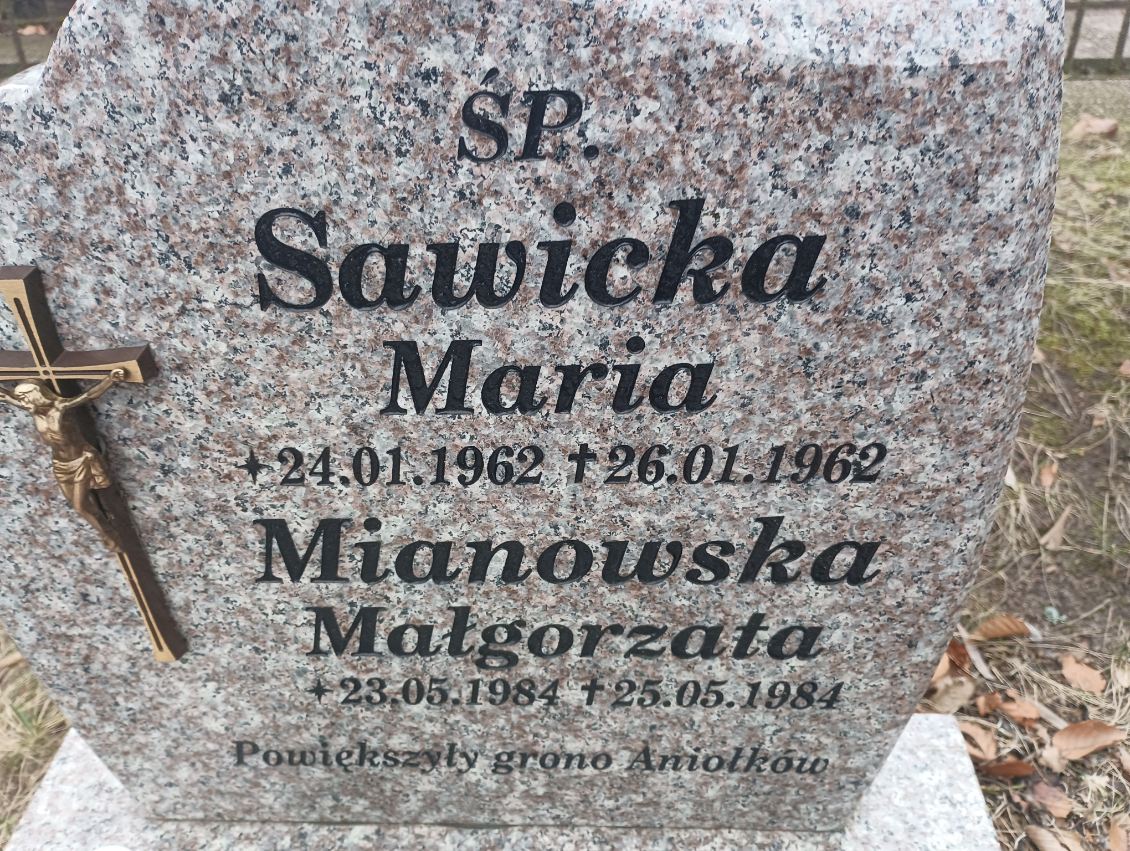 ŚP.
Sawicka
Maria
✦24.01.1962 ✝26.01.1962
Mianowska
Małgorzata
✦23.05.1984 ✝25.05.1984
Powiększyły grono Aniołków